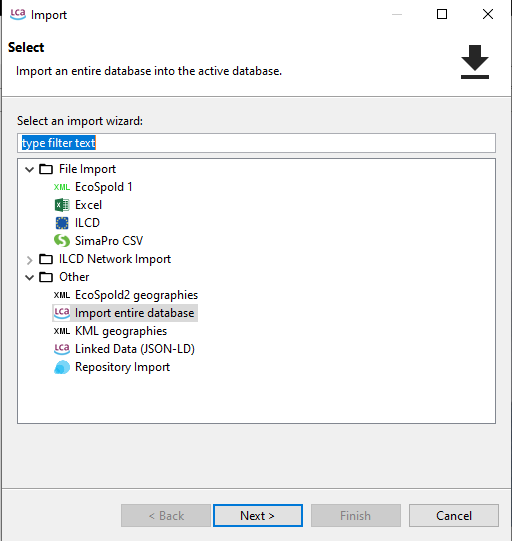 LCA Import
Select
Import an entire database into the active database.
Select an import wizard:
type filter text
File Import
XML EcoSpold 1
Excel
ILCD
SimaPro CSV
ILCD Network Import
Other
XML EcoSpold2 geographies
LCA Import entire database
XML KML geographies
LCA Linked Data (JSON-LD)
Repository Import
< Back Next > Finish Cancel